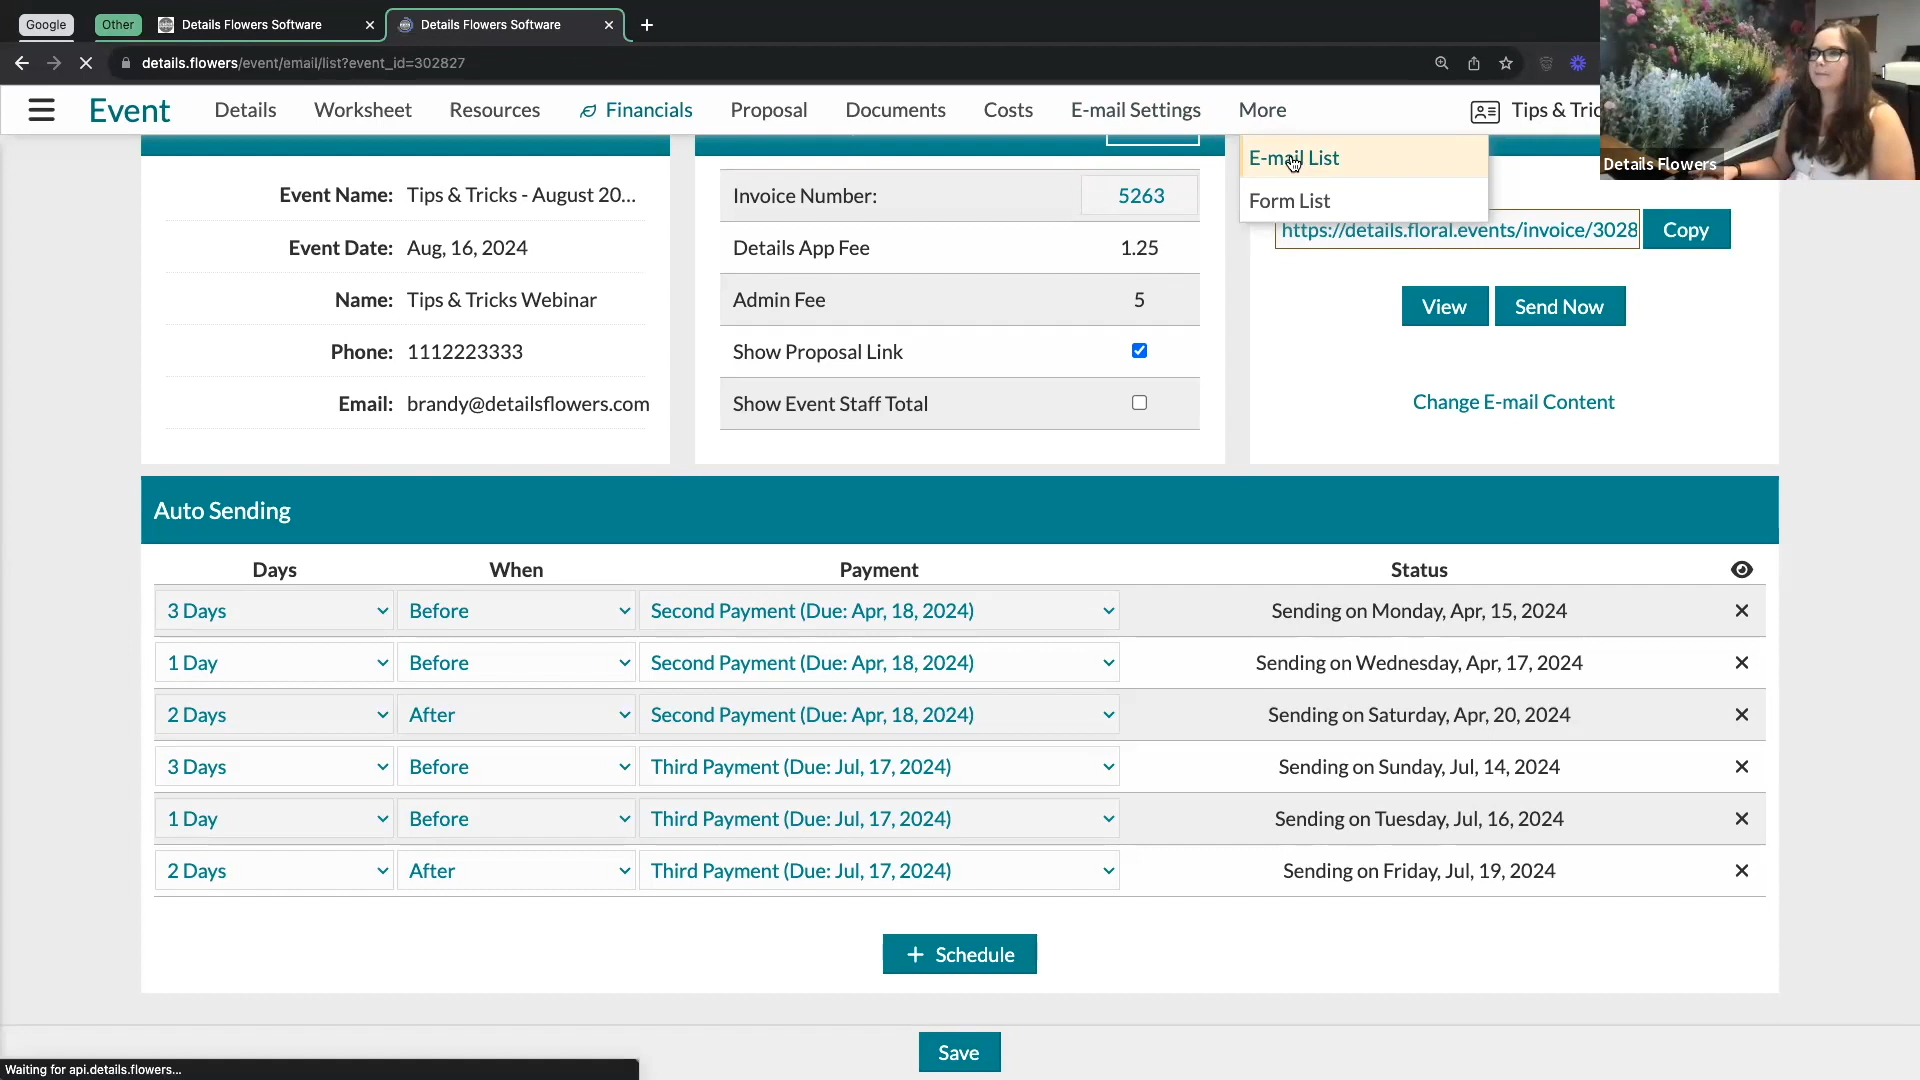 Google
Other
Details Flowers Software
Details Flowers Software
details.flowers/event/email/list?event_id=302827
Event
Details
Worksheet
Resources
Financials
Proposal
Documents
Costs
E-mail Settings
More
Tips & Tric
Details Flowers
E-mail List
Form List
Event Name: Tips & Tricks - August 20...
Event Date: Aug, 16, 2024
Name: Tips & Tricks Webinar
Phone: 1112223333
Email: brandy@detailsflowers.com
Invoice Number: 5263
Details App Fee 1.25
Admin Fee 5
Show Proposal Link
Show Event Staff Total
https://details.floral.events/invoice/3028
Copy
View
Send Now
Change E-mail Content
Auto Sending
Days When Payment Status
3 Days Before Second Payment (Due: Apr, 18, 2024) Sending on Monday, Apr, 15, 2024
1 Day Before Second Payment (Due: Apr, 18, 2024) Sending on Wednesday, Apr, 17, 2024
2 Days After Second Payment (Due: Apr, 18, 2024) Sending on Saturday, Apr, 20, 2024
3 Days Before Third Payment (Due: Jul, 17, 2024) Sending on Sunday, Jul, 14, 2024
1 Day Before Third Payment (Due: Jul, 17, 2024) Sending on Tuesday, Jul, 16, 2024
2 Days After Third Payment (Due: Jul, 17, 2024) Sending on Friday, Jul, 19, 2024
+ Schedule
Save
Waiting for api.details.flowers...